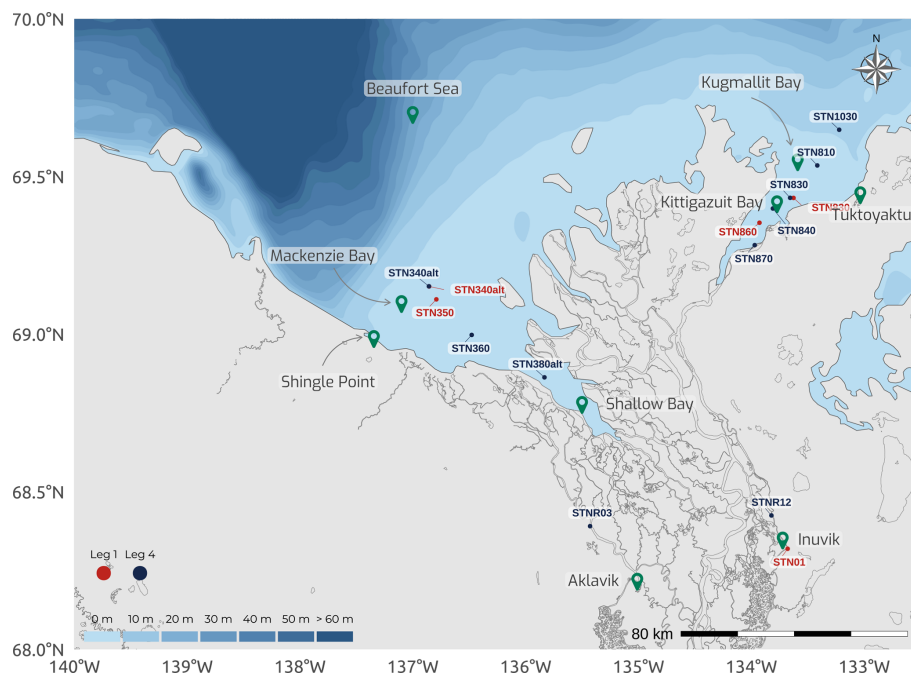 70.0°N
N
Beaufort Sea
Kugmallit Bay
STN1030
STN810
69.5°N
STN830
Kittigazuit Bay
Tuktoyaktu
STN860
STN840
STN870
Mackenzie Bay
STN340alt
STN340alt
STN350
69.0°N
STN360
STN380alt
Shingle Point
Shallow Bay
68.5°N
STNR12
STNR03
Inuvik
STN01
Leg 1 Leg 4
Aklavik
0 m 10 m 20 m 30 m 40 m 50 m > 60 m
80 km
68.0°N
140°W 139°W 138°W 137°W 136°W 135°W 134°W 133°W